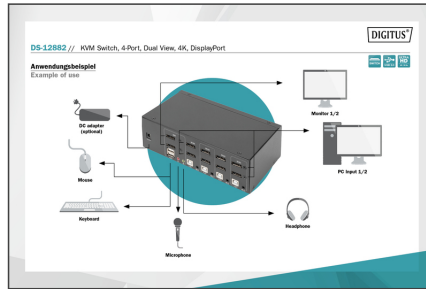 DIGITUS®
DS-12882 // KVM Switch, 4-Port, Dual View, 4K, DisplayPort
Anwendungsbeispiel
Example of use
Monitor 1/2
DC adapter
(optional)
PC Input 1/2
Mouse
Keyboard
Headphone
Microphone